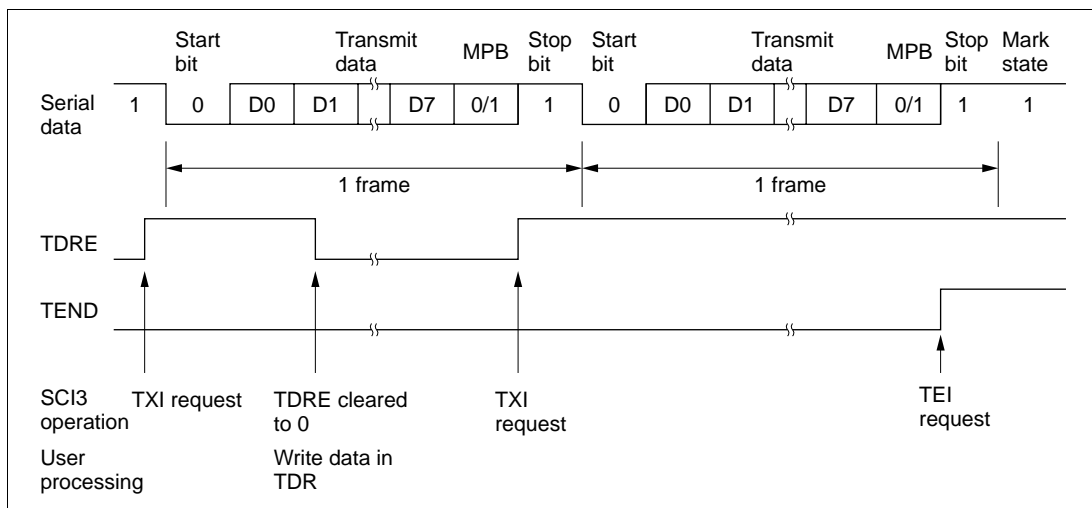 Start bit Transmit data MPB Stop bit Start bit Transmit data MPB Stop bit Mark state
Serial data 1 0 D0 D1 D7 0/1 1 0 D0 D1 D7 0/1 1 1
1 frame 1 frame
TDRE
TEND
SCI3 operation TXI request TDRE cleared to 0 TXI request TEI request
User processing Write data in TDR